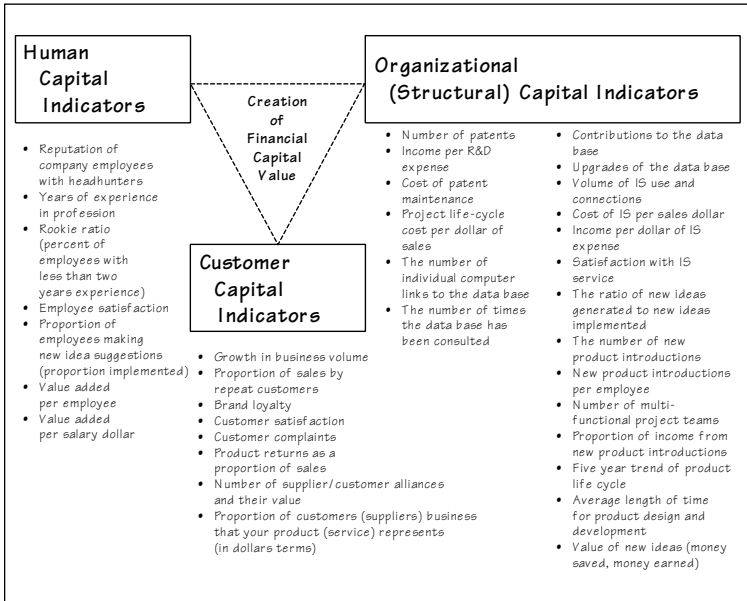 Human
Capital
Indicators
Creation
of
Financial
Capital
Value
Organizational
(Structural) Capital Indicators
• Reputation of
company employees
with headhunters
• Years of experience
in profession
• Rookie ratio
(percent of
employees with
less than two
years experience)
• Employee satisfaction
• Proportion of
employees making
new idea suggestions
(proportion implemented)
• Value added
per employee
• Value added
per salary dollar
Customer
Capital
Indicators
• Growth in business volume
• Proportion of sales by
repeat customers
• Brand loyalty
• Customer satisfaction
• Customer complaints
• Product returns as a
proportion of sales
• Number of supplier/customer alliances
and their value
• Proportion of customers (suppliers) business
that your product (service) represents
(in dollars terms)
• Number of patents
• Income per R&D
expense
• Cost of patent
maintenance
• Project life-cycle
cost per dollar of
sales
• The number of
individual computer
links to the data base
• The number of times
the data base has
been consulted
• Contributions to the data
base
• Upgrades of the data base
• Volume of IS use and
connections
• Cost of IS per sales dollar
• Income per dollar of IS
expense
• Satisfaction with IS
service
• The ratio of new ideas
generated to new ideas
implemented
• The number of new
product introductions
• New product introductions
per employee
• Number of multi-
functional project teams
• Proportion of income from
new product introductions
• Five year trend of product
life cycle
• Average length of time
for product design and
development
• Value of new ideas (money
saved, money earned)